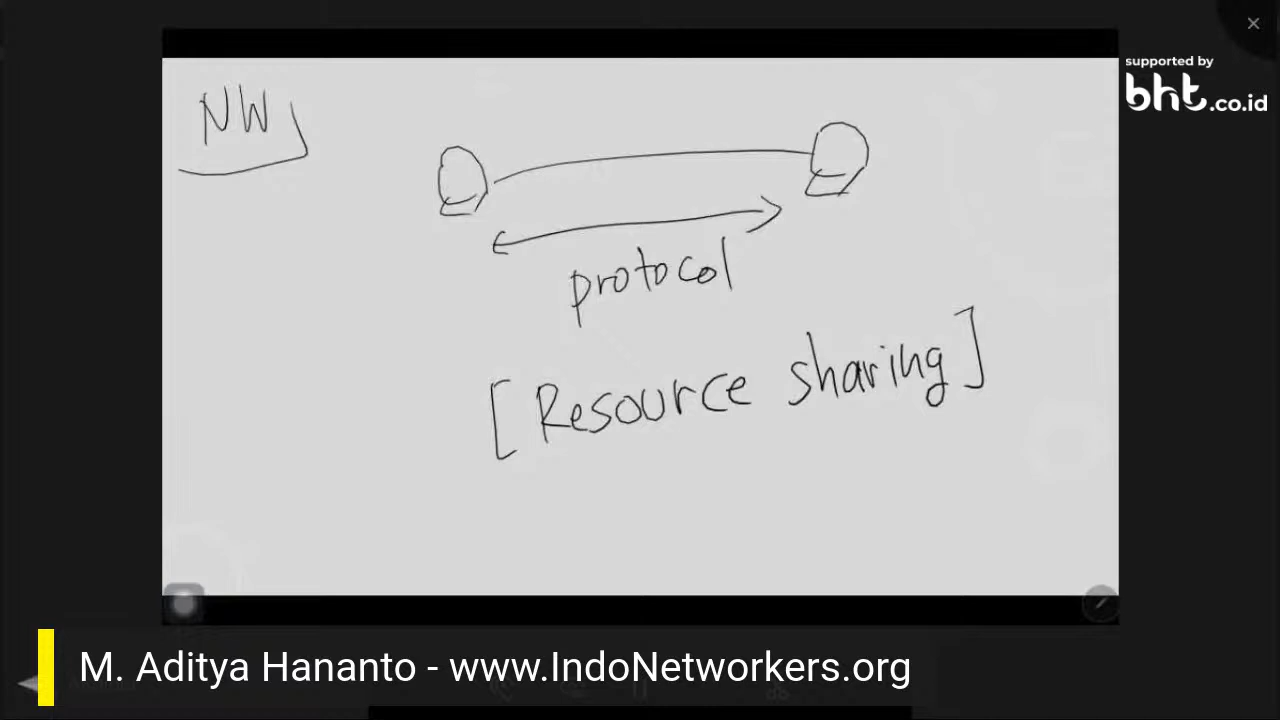 NW
supported by
bht.co.id
protocol
[Resource sharing]
M. Aditya Hananto - www.IndoNetworkers.org